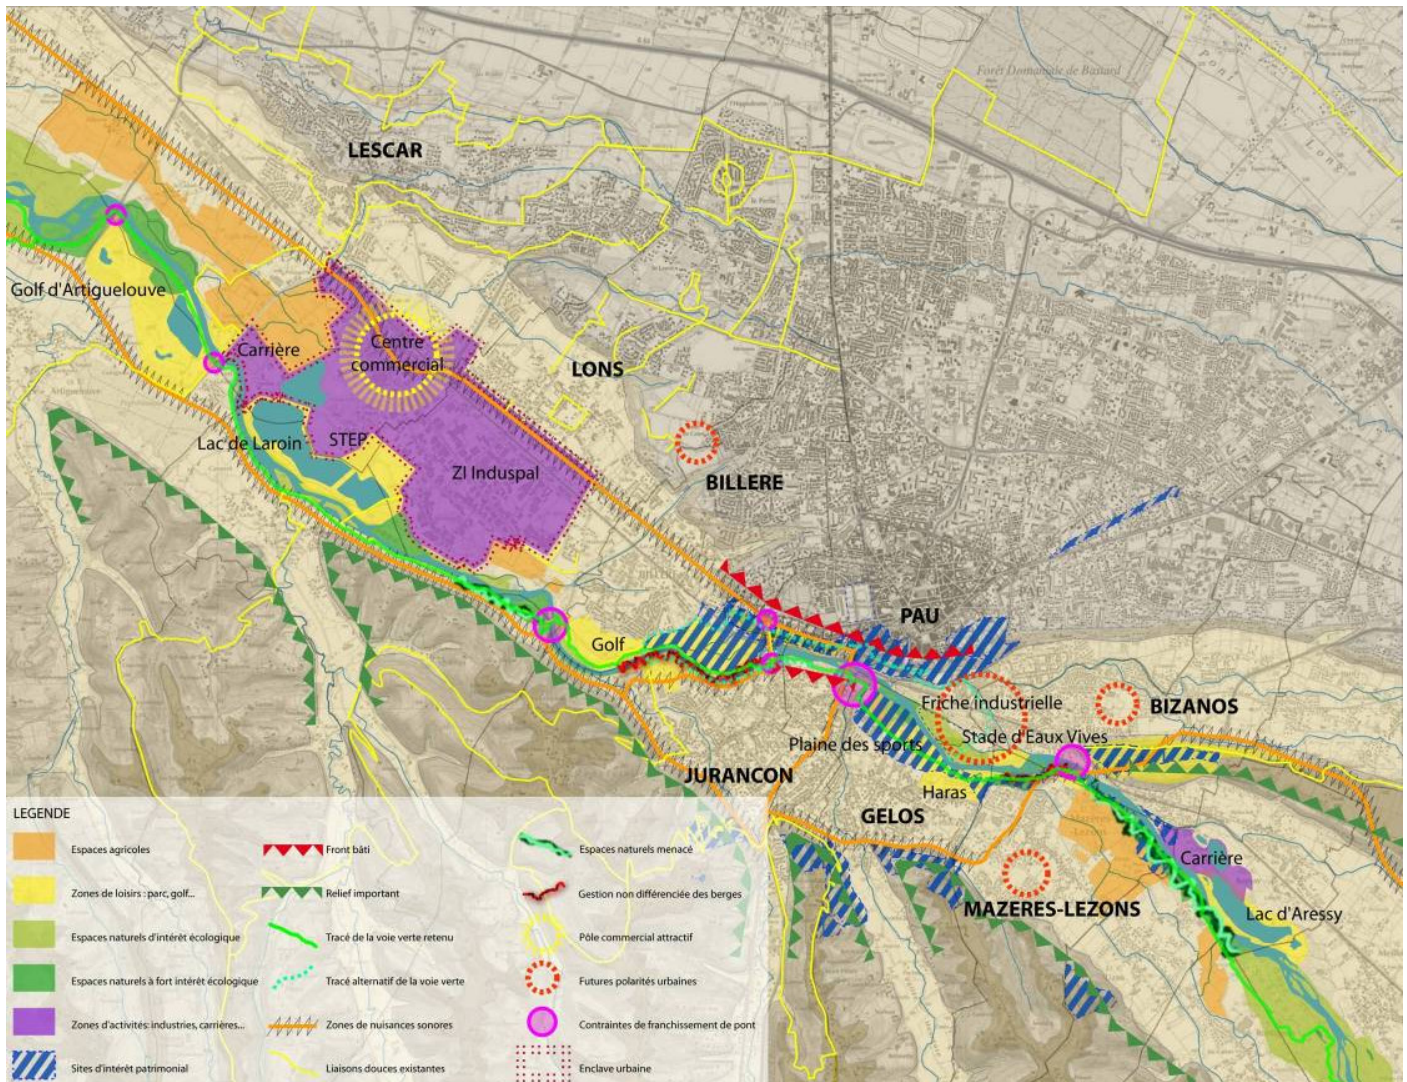 Forêt Domaniale de Bastard
LESCAR
Golf d'Artiguelouve
Carrière
Centre
commercial
LONS
Lac de Laroin
STEP
ZI Induspal
BILLERE
PAU
Golf
Friche industrielle
BIZANOS
Plaine des sports
Stade d'Eaux Vives
JURANCON
Haras
GELOS
Carrière
MAZERES-LEZONS
Lac d'Aressy
LEGENDE
Espaces agricoles
Front bâti
Espaces naturels menacé
Zones de loisirs : parc, golf...
Relief important
Gestion non différenciée des berges
Espaces naturels d'intérêt écologique
Tracé de la voie verte retenu
Pôle commercial attractif
Espaces naturels à fort intérêt écologique
Tracé alternatif de la voie verte
Futures polarités urbaines
Zones d'activités: industries, carrières...
Zones de nuisances sonores
Contraintes de franchissement de pont
Sites d'intérêt patrimonial
Liaisons douces existantes
Enclave urbaine